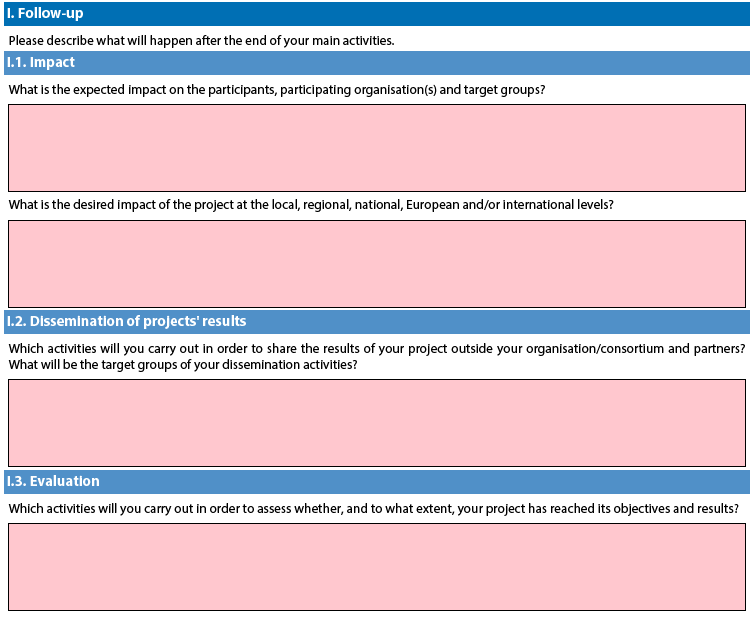 I. Follow-up
Please describe what will happen after the end of your main activities.
I.1. Impact
What is the expected impact on the participants, participating organisation(s) and target groups?
What is the desired impact of the project at the local, regional, national, European and/or international levels?
I.2. Dissemination of projects' results
Which activities will you carry out in order to share the results of your project outside your organisation/consortium and partners?
What will be the target groups of your dissemination activities?
I.3. Evaluation
Which activities will you carry out in order to assess whether, and to what extent, your project has reached its objectives and results?